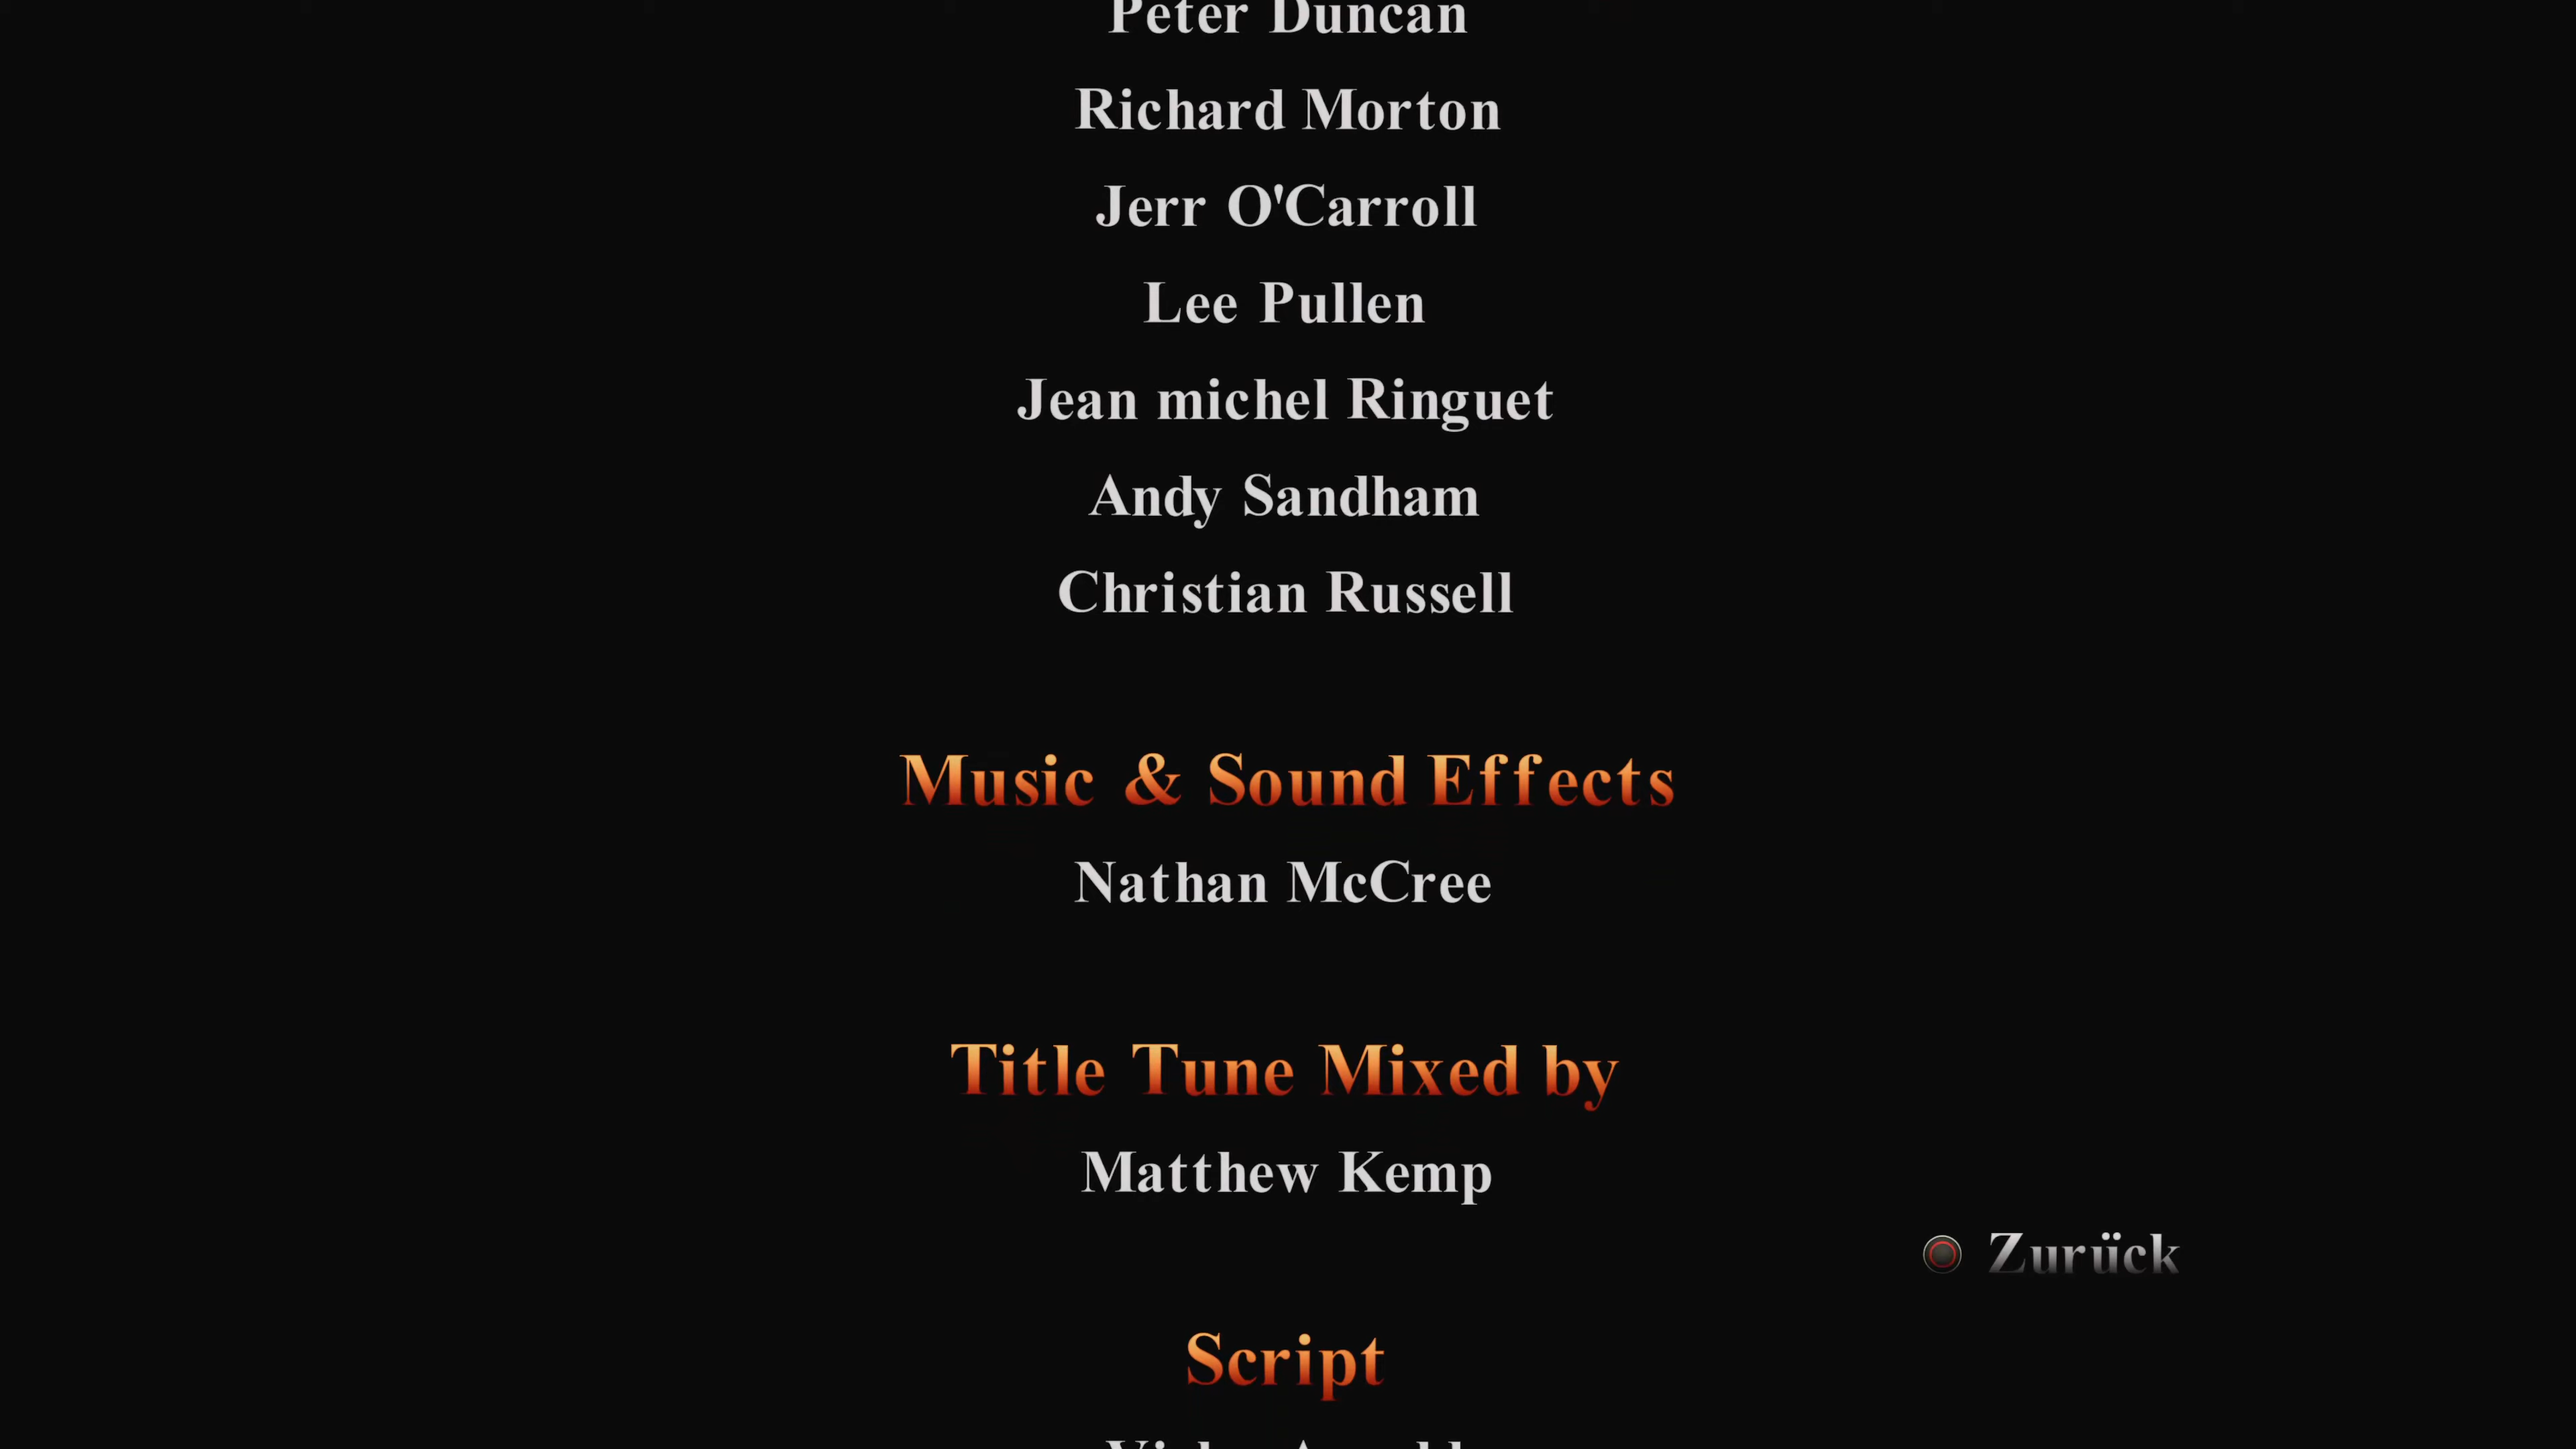 Peter Duncan
Richard Morton
Jerr O'Carroll
Lee Pullen
Jean michel Ringuet
Andy Sandham
Christian Russell
Music & Sound Effects
Nathan McCree
Title Tune Mixed by
Matthew Kemp
Zurück
Script